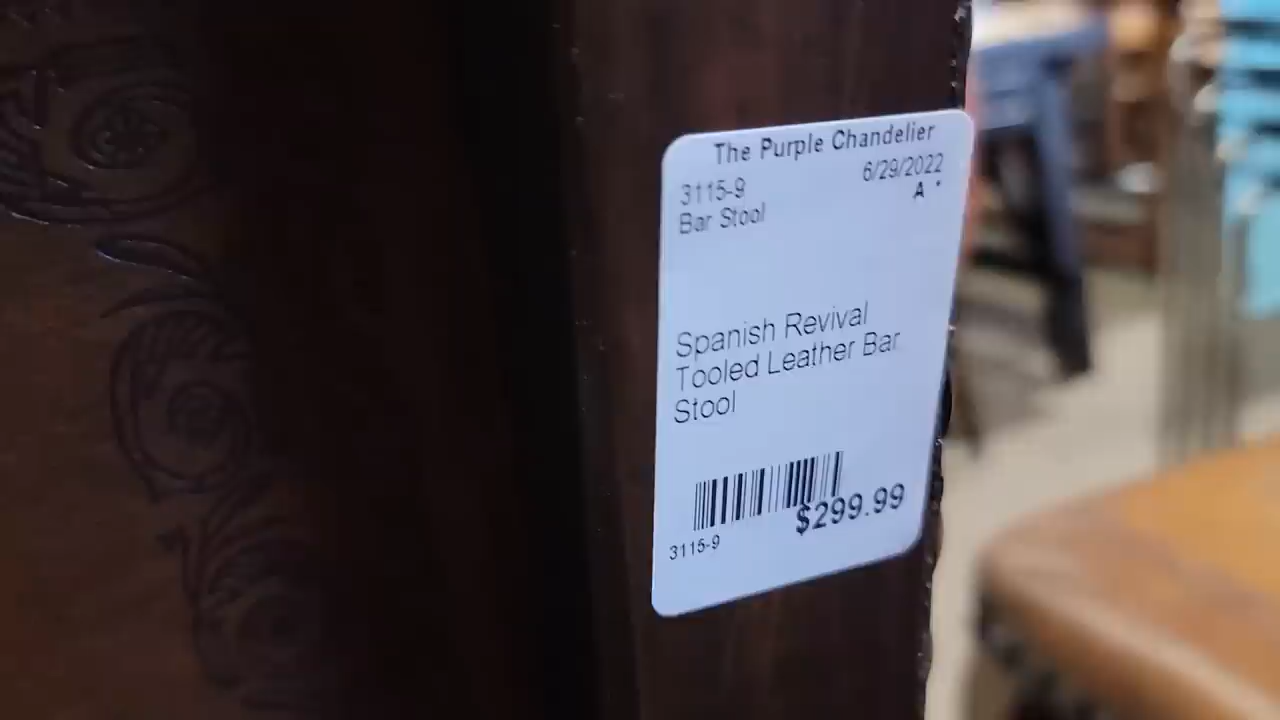 The Purple Chandelier
3115-9 6/29/2022
Bar Stool A *
Spanish Revival
Tooled Leather Bar
Stool
$299.99
3115-9